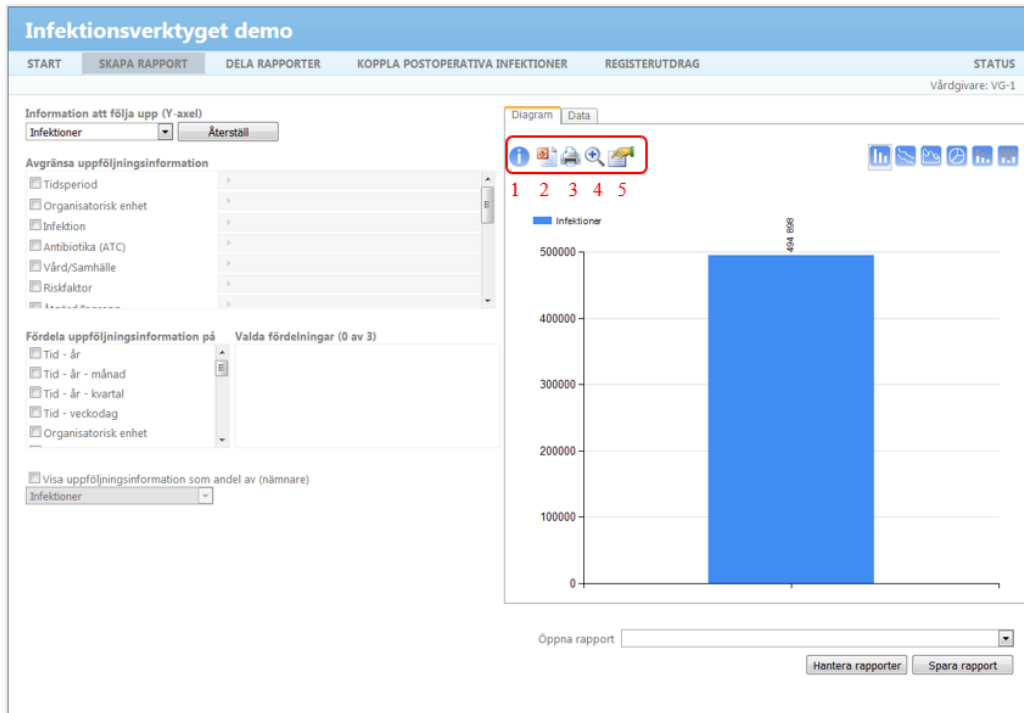 Infektionsverktyget demo
START SKAPA RAPPORT DELA RAPPORTER KOPPLA POSTOPERATIVA INFEKTIONER REGISTERUTDRAG STATUS
Vårdgivare: VG-1
Information att följa upp (Y-axel)
Infektioner Återställ
Avgränsa uppföljningsinformation
Tidsperiod
Organisatorisk enhet
Infektion
Antibiotika (ATC)
Vård/Samhälle
Riskfaktor
Fördela uppföljningsinformation på Valda fördelningar (0 av 3)
Tid - år
Tid - år - månad
Tid - år - kvartal
Tid - veckodag
Organisatorisk enhet
Visa uppföljningsinformation som andel av (nämnare)
Infektioner
Diagram Data
1 2 3 4 5
Infektioner
494 898
500000
400000
300000
200000
100000
0
Öppna rapport
Hantera rapporter Spara rapport